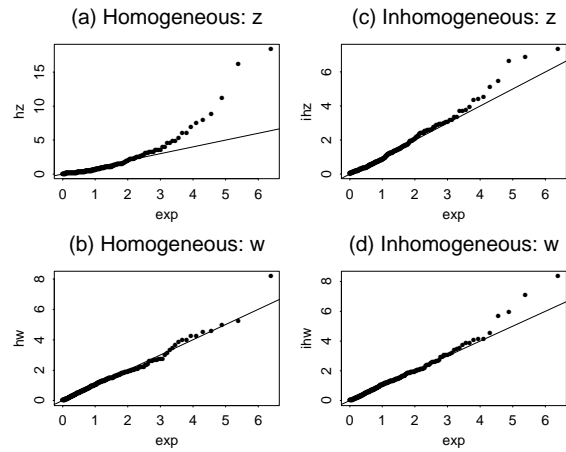 (a) Homogeneous: z
hz
0 5 10 15
0 1 2 3 4 5 6
exp
(c) Inhomogeneous: z
ihz
0 2 4 6
0 1 2 3 4 5 6
exp
(b) Homogeneous: w
hw
0 2 4 6 8
0 1 2 3 4 5 6
exp
(d) Inhomogeneous: w
ihw
0 2 4 6 8
0 1 2 3 4 5 6
exp